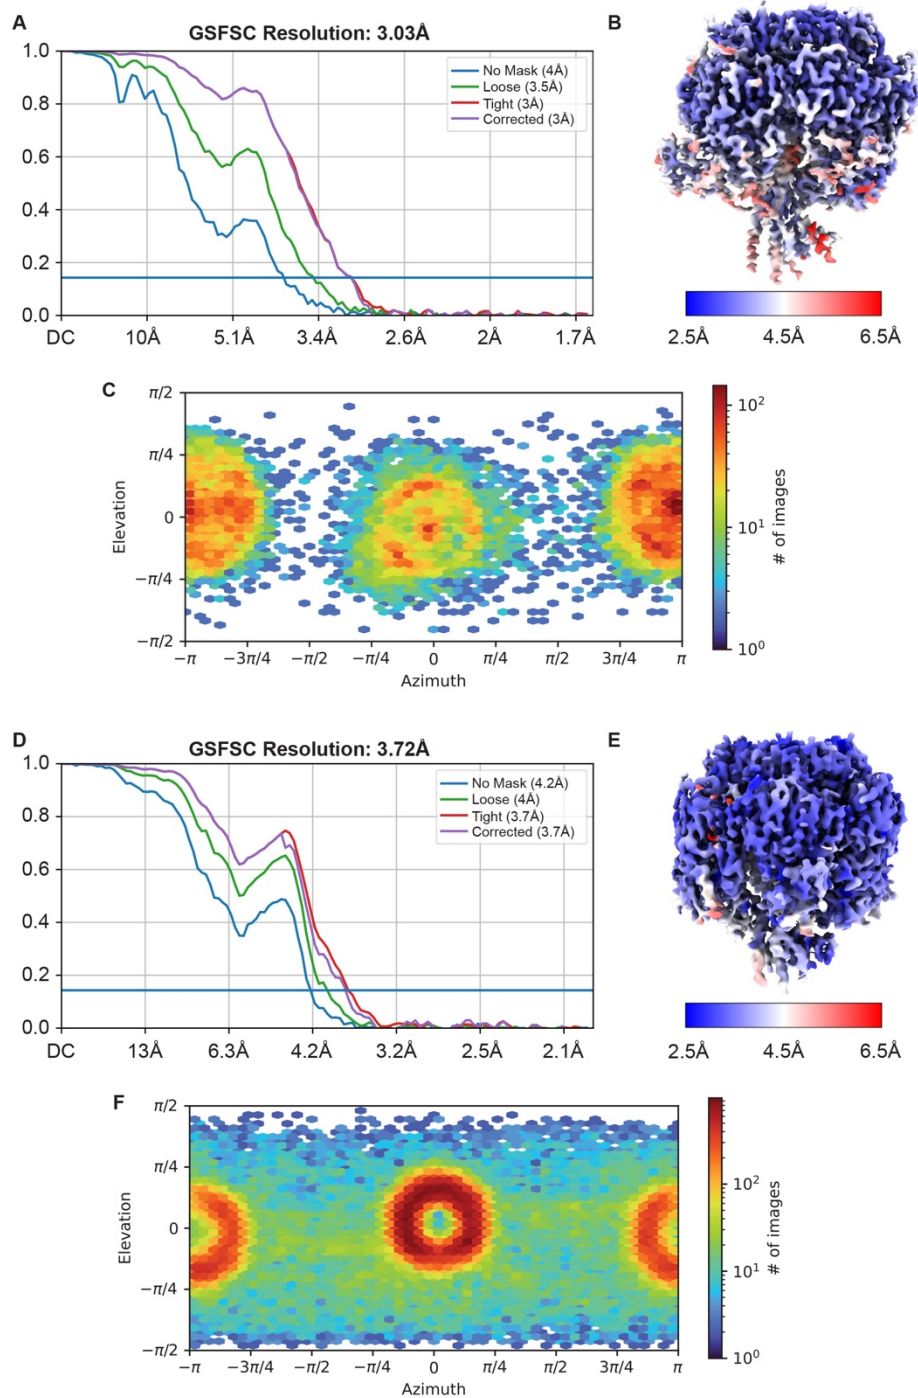 A
GSFSC Resolution: 3.03Å
1.0
0.8
0.6
0.4
0.2
0.0
No Mask (4Å)
Loose (3.5Å)
Tight (3Å)
Corrected (3Å)
DC 10Å 5.1Å 3.4Å 2.6Å 2Å 1.7Å
B
2.5Å 4.5Å 6.5Å
C
π/2
π/4
0
−π/4
−π/2
Elevation
−π −3π/4 −π/2 −π/4 0 π/4 π/2 3π/4 π
Azimuth
10²
10¹
10⁰
# of images
D
GSFSC Resolution: 3.72Å
1.0
0.8
0.6
0.4
0.2
0.0
No Mask (4.2Å)
Loose (4Å)
Tight (3.7Å)
Corrected (3.7Å)
DC 13Å 6.3Å 4.2Å 3.2Å 2.5Å 2.1Å
E
2.5Å 4.5Å 6.5Å
F
π/2
π/4
0
−π/4
−π/2
Elevation
−π −3π/4 −π/2 −π/4 0 π/4 π/2 3π/4 π
Azimuth
10²
10¹
10⁰
# of images